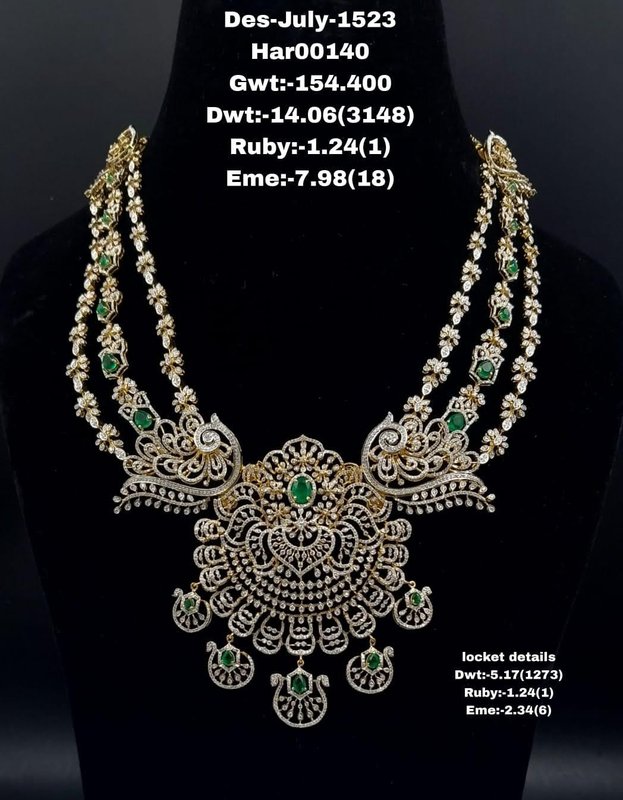 Des-July-1523
Har00140
Gwt:-154.400
Dwt:-14.06(3148)
Ruby:-1.24(1)
Eme:-7.98(18)
locket details
Dwt:-5.17(1273)
Ruby:-1.24(1)
Eme:-2.34(6)